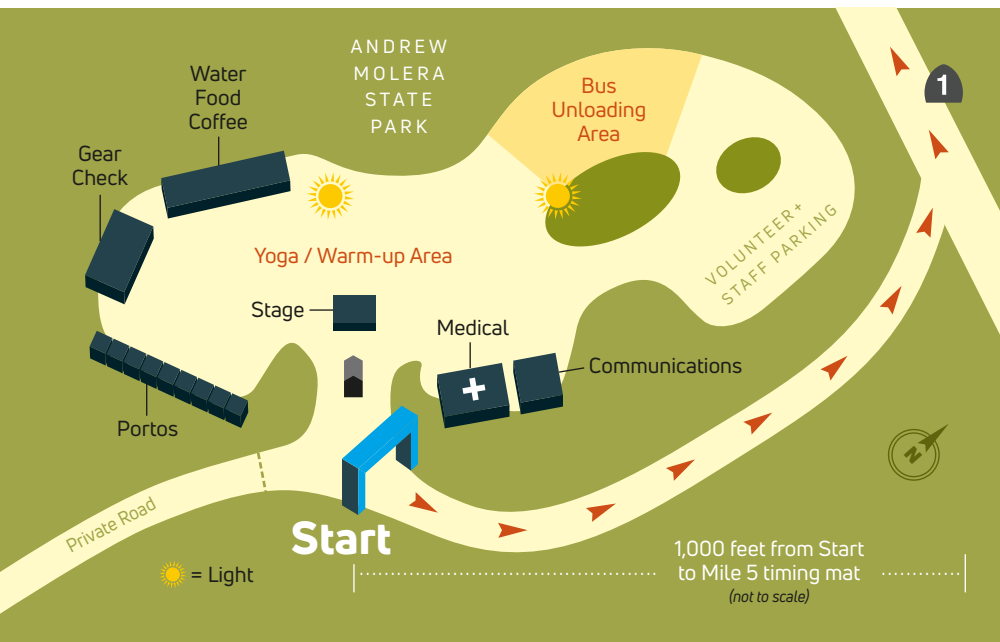 ANDREW
MOLERA
STATE
PARK
Water
Food
Coffee
Gear
Check
Bus
Unloading
Area
1
Yoga / Warm-up Area
VOLUNTEER+
STAFF PARKING
Stage
Medical
Communications
Portos
N
Private Road
Start
= Light
1,000 feet from Start
to Mile 5 timing mat
(not to scale)